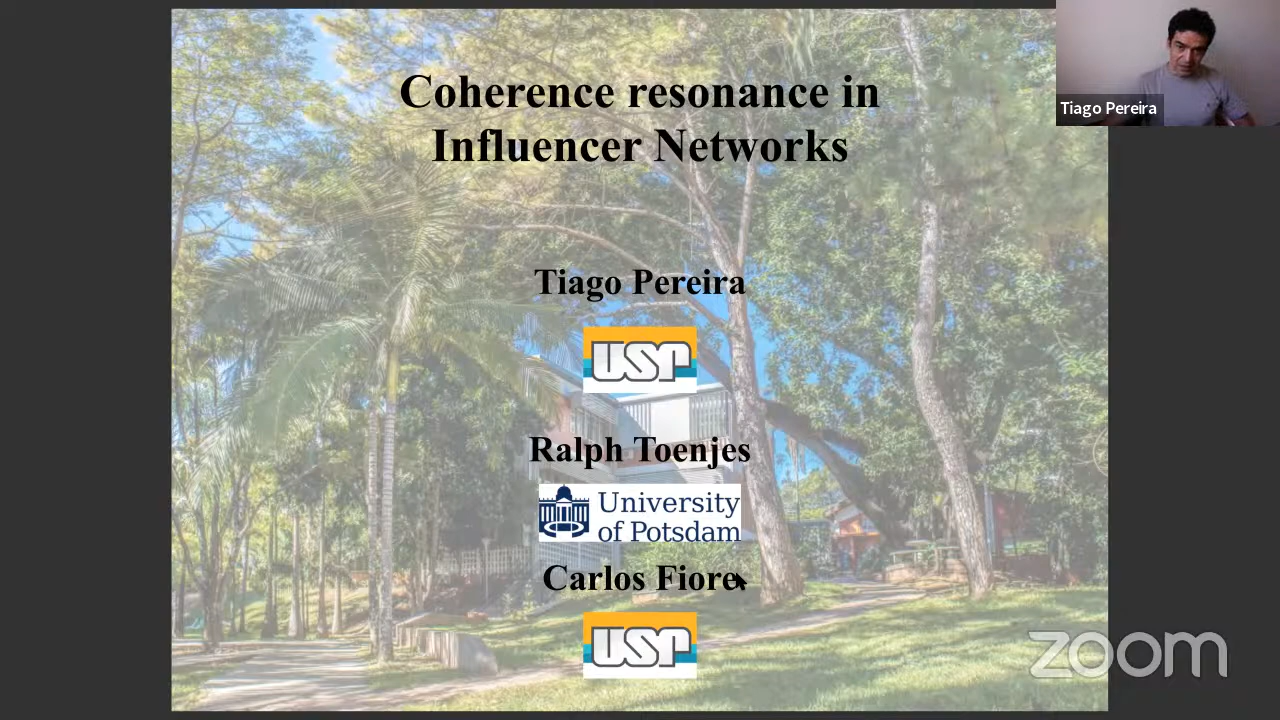 Coherence resonance in
Influencer Networks
Tiago Pereira
Tiago Pereira
USP
Ralph Toenjes
University
of Potsdam
Carlos Fiore
USP
zoom